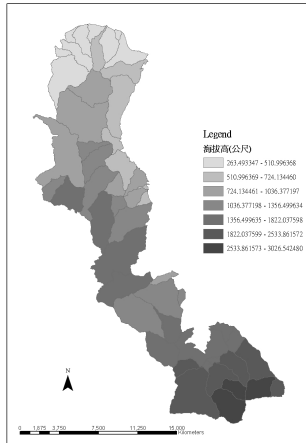 Legend
海拔高(公尺)
263.493347 - 510.996368
510.996369 - 724.134460
724.134461 - 1036.377197
1036.377198 - 1356.499634
1356.499635 - 1822.037598
1822.037599 - 2533.861572
2533.861573 - 3026.542480
N
0 1,875 3,750 7,500 11,250 15,000
Kilometers